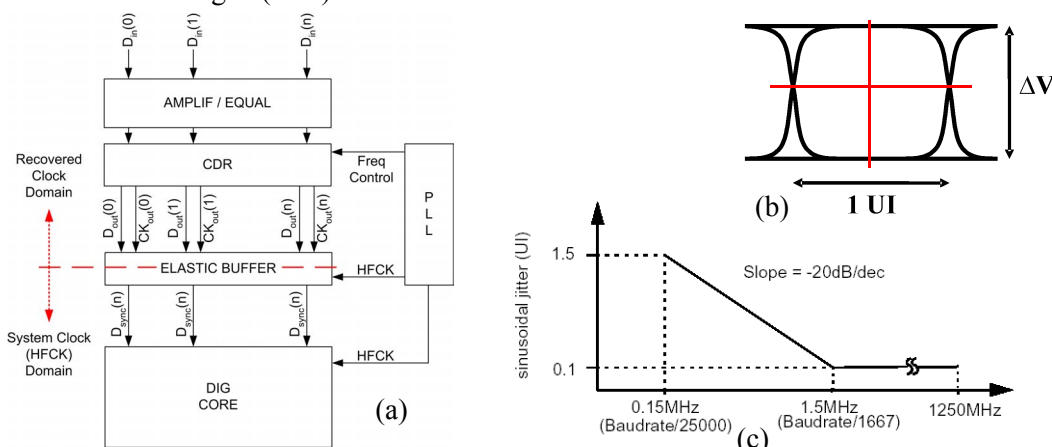 D_in(0)
D_in(1)
D_in(n)
AMPLIF / EQUAL
CDR
Freq
Control
P
L
L
Recovered
Clock
Domain
D_out(0)
CK_out(0)
D_out(1)
CK_out(1)
D_out(n)
CK_out(n)
ELASTIC BUFFER
HFCK
D_sync(n)
D_sync(n)
D_sync(n)
System Clock
(HFCK)
Domain
HFCK
DIG
CORE
(a)
ΔV
1 UI
(b)
sinusoidal jitter (UI)
1.5
0.1
Slope = -20dB/dec
0.15MHz
(Baudrate/25000)
1.5MHz
(Baudrate/1667)
1250MHz
(c)